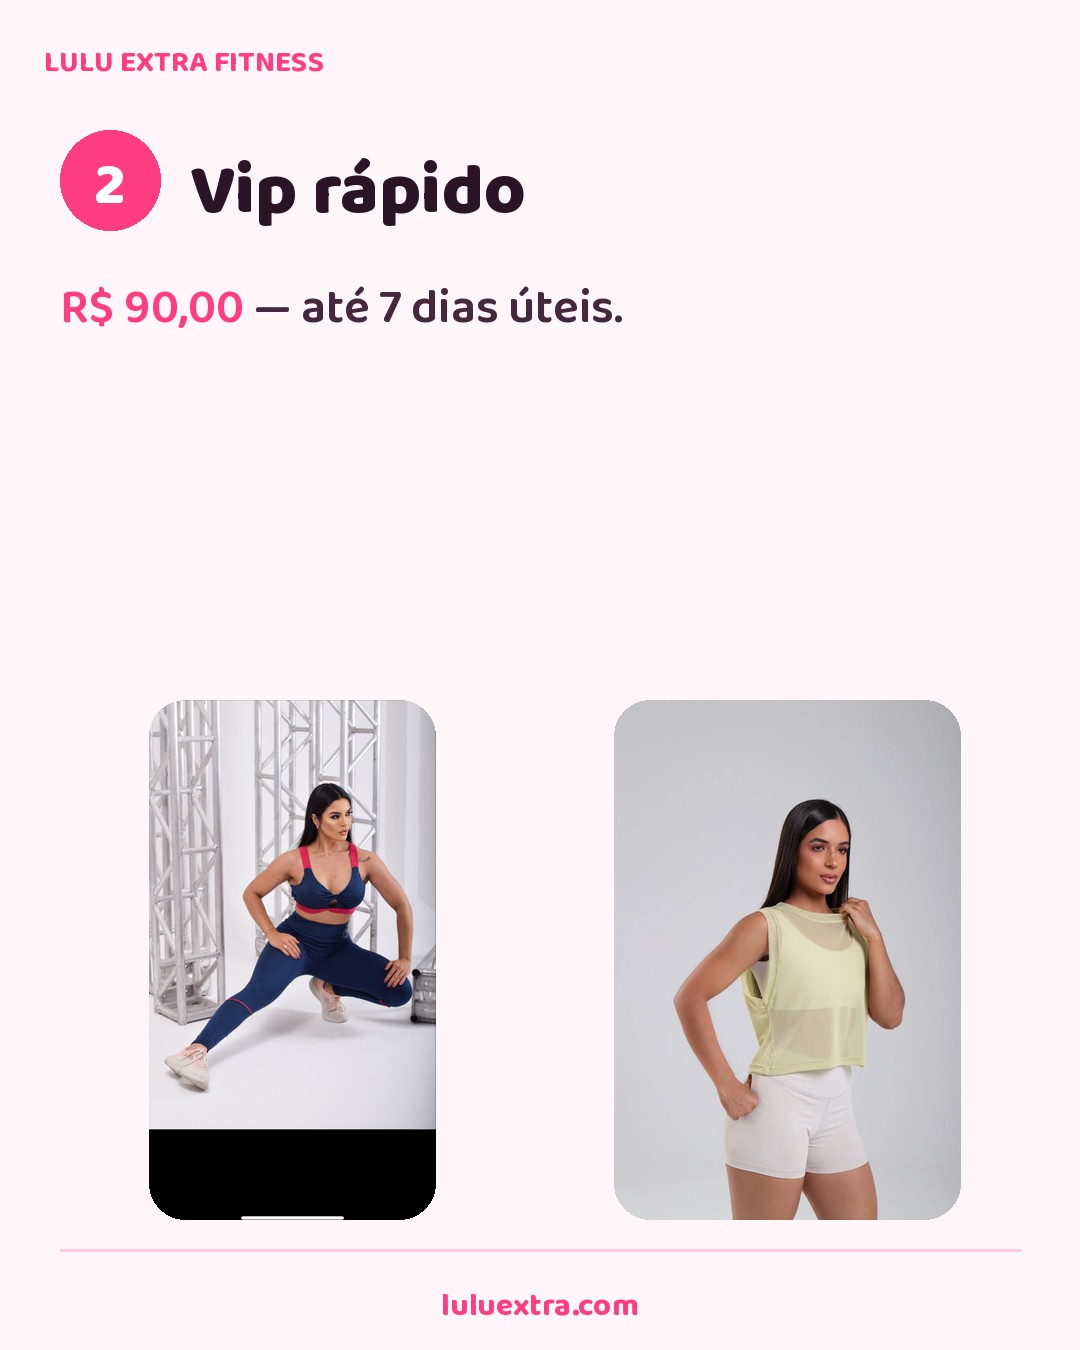 LULU EXTRA FITNESS
2
Vip rápido
R$ 90,00 — até 7 dias úteis.
luluextra.com